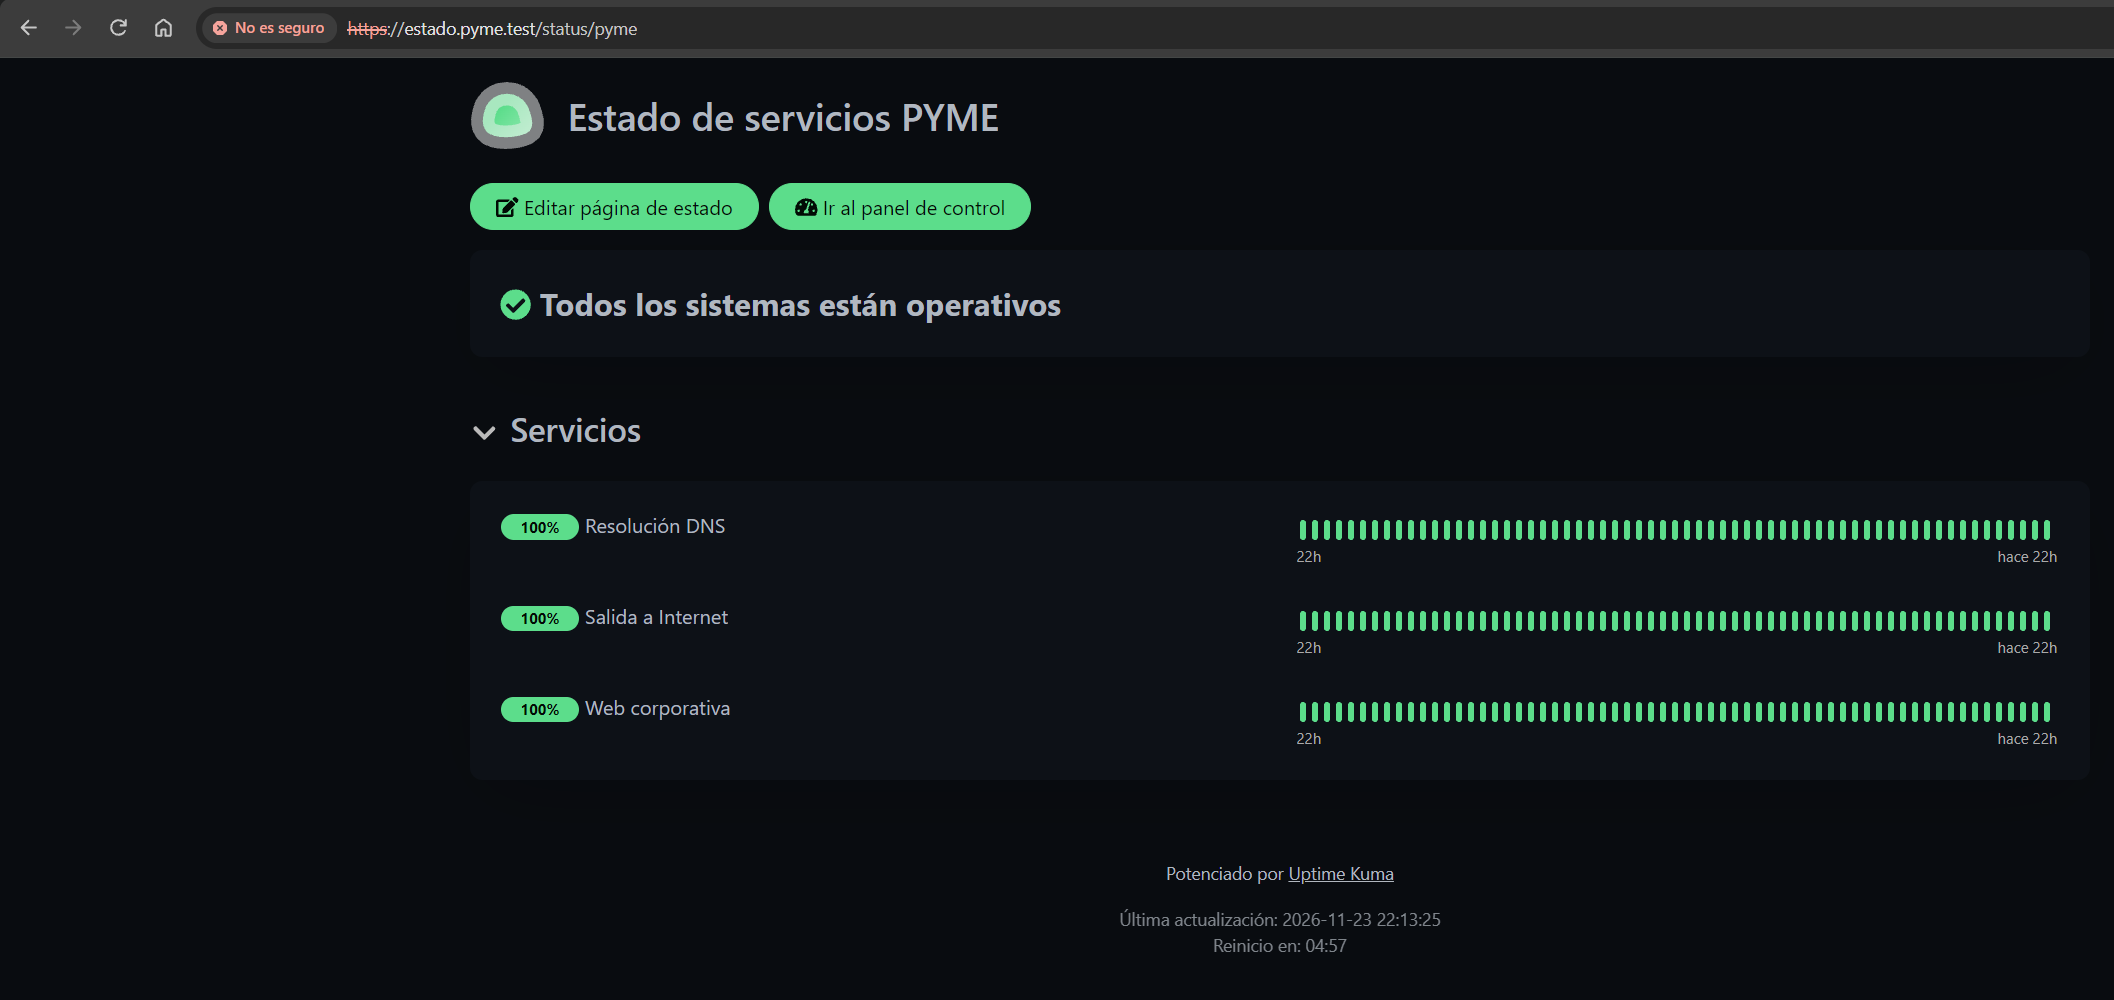 No es seguro https://estado.pyme.test/status/pyme
Estado de servicios PYME
Editar página de estado Ir al panel de control
Todos los sistemas están operativos
Servicios
100% Resolución DNS
22h hace 22h
100% Salida a Internet
22h hace 22h
100% Web corporativa
22h hace 22h
Potenciado por Uptime Kuma
Última actualización: 2026-11-23 22:13:25
Reinicio en: 04:57